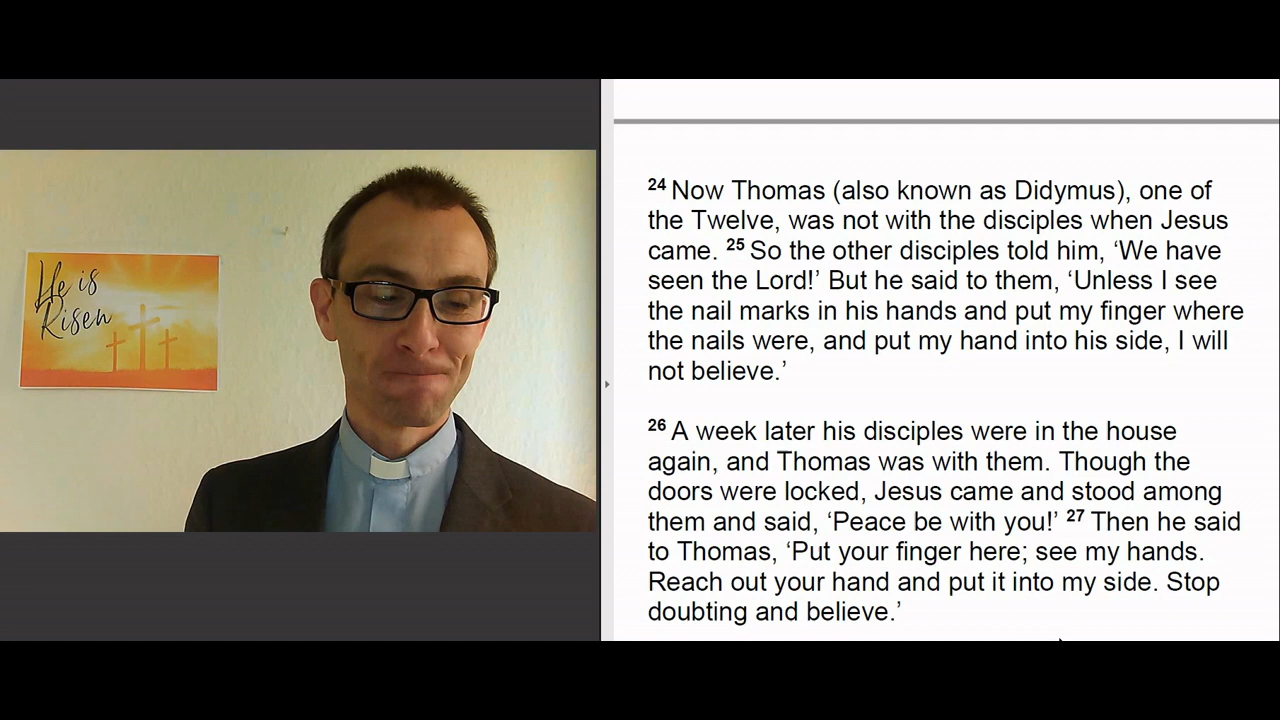 He is
Risen
24 Now Thomas (also known as Didymus), one of
the Twelve, was not with the disciples when Jesus
came. 25 So the other disciples told him, ‘We have
seen the Lord!’ But he said to them, ‘Unless I see
the nail marks in his hands and put my finger where
the nails were, and put my hand into his side, I will
not believe.’
26 A week later his disciples were in the house
again, and Thomas was with them. Though the
doors were locked, Jesus came and stood among
them and said, ‘Peace be with you!’ 27 Then he said
to Thomas, ‘Put your finger here; see my hands.
Reach out your hand and put it into my side. Stop
doubting and believe.’